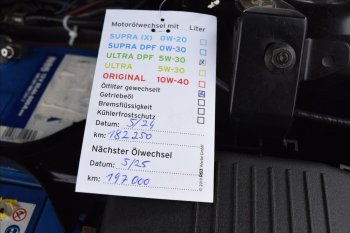 Motorölwechsel mit Liter
SUPRA (X) 0W-20
SUPRA DPF 0W-30
ULTRA DPF 5W-30
ULTRA 5W-30
ORIGINAL 10W-40
Ölfilter gewechselt
Getriebeöl
Bremsflüssigkeit
Kühlerfrostschutz
Datum: 5/24
km: 182 250
Nächster Ölwechsel
Datum: 5/25
km: 197 000